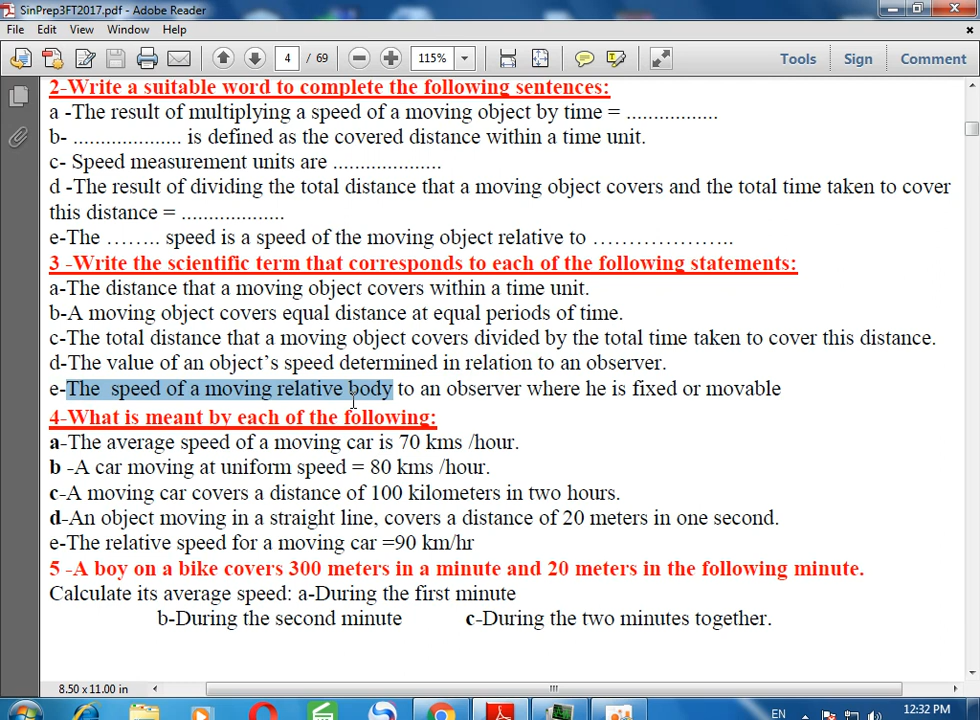 SinPrep3FT2017.pdf - Adobe Reader
File Edit View Window Help
4 / 69 115% Tools Sign Comment
2-Write a suitable word to complete the following sentences:
a -The result of multiplying a speed of a moving object by time = .................
b- .................... is defined as the covered distance within a time unit.
c- Speed measurement units are ....................
d -The result of dividing the total distance that a moving object covers and the total time taken to cover
this distance = ...................
e-The …….. speed is a speed of the moving object relative to …………………..
3 -Write the scientific term that corresponds to each of the following statements:
a-The distance that a moving object covers within a time unit.
b-A moving object covers equal distance at equal periods of time.
c-The total distance that a moving object covers divided by the total time taken to cover this distance.
d-The value of an object’s speed determined in relation to an observer.
e-The speed of a moving relative body to an observer where he is fixed or movable
4-What is meant by each of the following:
a-The average speed of a moving car is 70 kms /hour.
b -A car moving at uniform speed = 80 kms /hour.
c-A moving car covers a distance of 100 kilometers in two hours.
d-An object moving in a straight line, covers a distance of 20 meters in one second.
e-The relative speed for a moving car =90 km/hr
5 -A boy on a bike covers 300 meters in a minute and 20 meters in the following minute.
Calculate its average speed: a-During the first minute
b-During the second minute c-During the two minutes together.
8.50 x 11.00 in
EN 12:32 PM